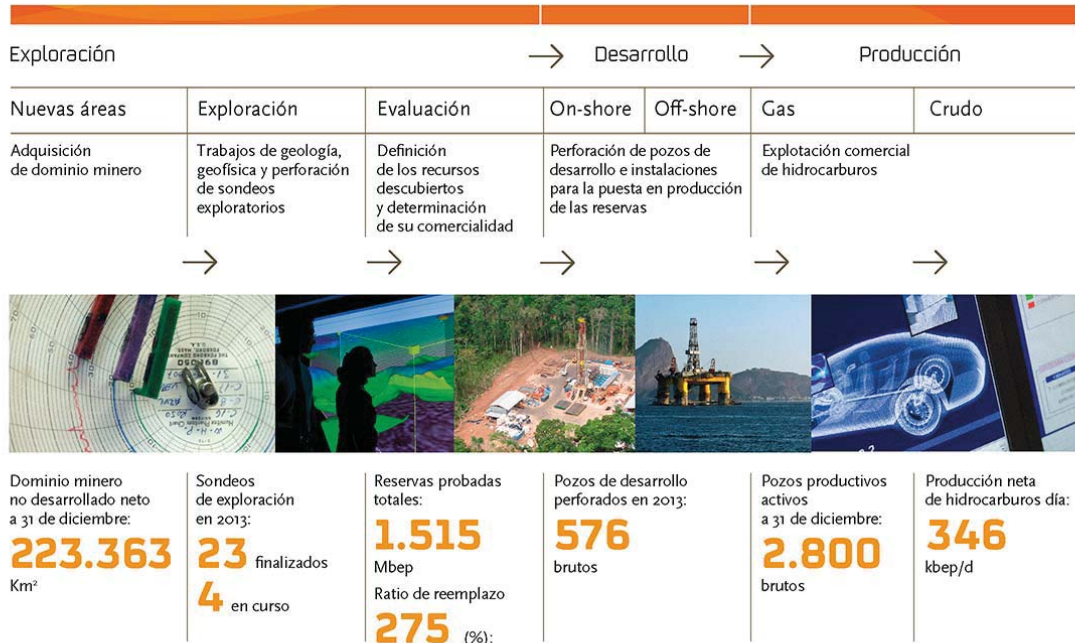 Exploración → Desarrollo → Producción
Nuevas áreas
Exploración
Evaluación
On-shore
Off-shore
Gas
Crudo
Adquisición
de dominio minero
Trabajos de geología,
geofísica y perforación
de sondeos
exploratorios
Definición
de los recursos
descubiertos
y determinación
de su comercialidad
Perforación de pozos de
desarrollo e instalaciones
para la puesta en producción
de las reservas
Explotación comercial
de hidrocarburos
Dominio minero
no desarrollado neto
a 31 de diciembre:
223.363
Km²
Sondeos
de exploración
en 2013:
23 finalizados
4 en curso
Reservas probadas
totales:
1.515
Mbep
Ratio de reemplazo
275 (%):
Pozos de desarrollo
perforados en 2013:
576
brutos
Pozos productivos
activos
a 31 de diciembre:
2.800
brutos
Producción neta
de hidrocarburos día:
346
kbep/d